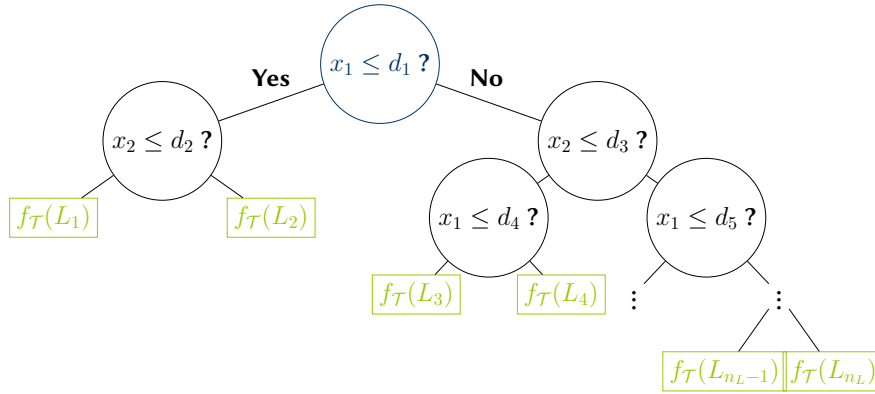 x₁ ≤ d₁ ?
Yes
No
x₂ ≤ d₂ ?
x₂ ≤ d₃ ?
f_𝒯(L₁)
f_𝒯(L₂)
x₁ ≤ d₄ ?
x₁ ≤ d₅ ?
f_𝒯(L₃)
f_𝒯(L₄)
⋮
⋮
f_𝒯(L_{n_L−1})
f_𝒯(L_{n_L})